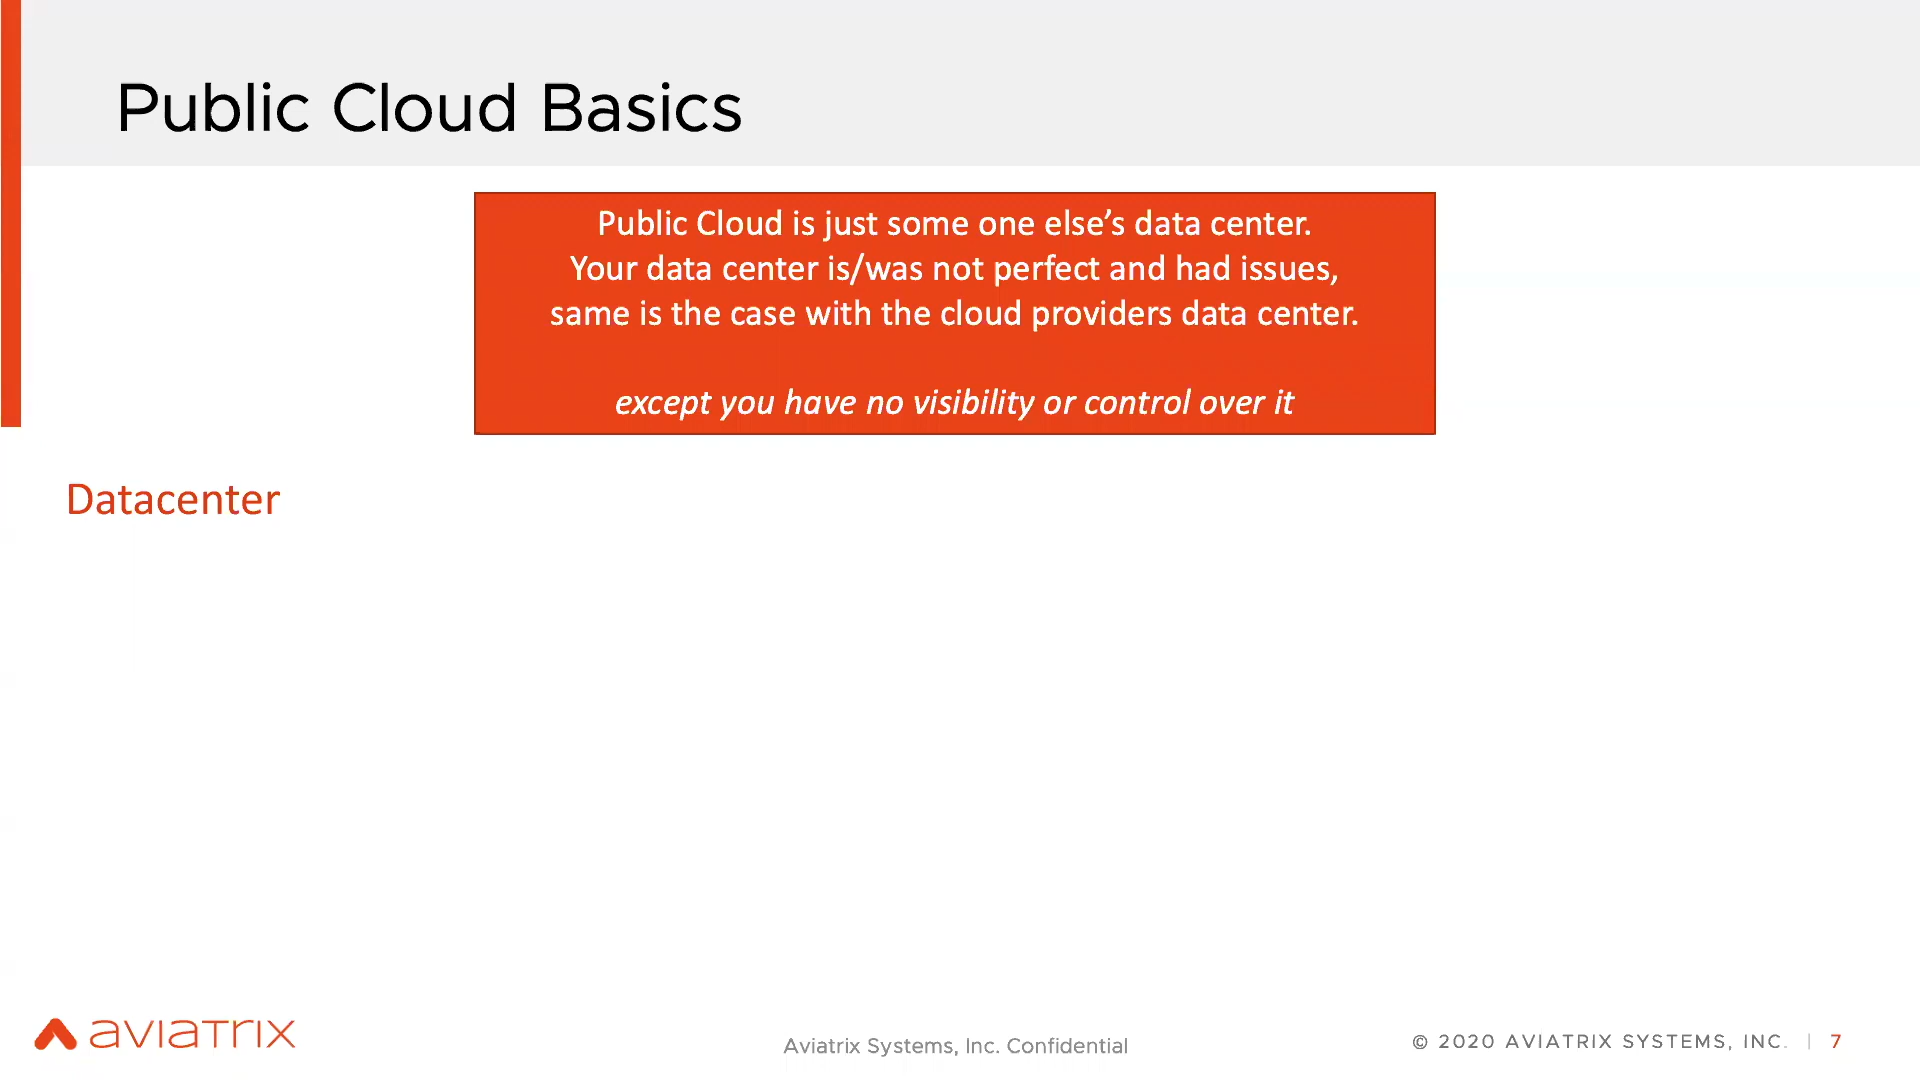 Public Cloud Basics
Public Cloud is just some one else’s data center.
Your data center is/was not perfect and had issues,
same is the case with the cloud providers data center.
except you have no visibility or control over it
Datacenter
aviatrix
Aviatrix Systems, Inc. Confidential
© 2020 AVIATRIX SYSTEMS, INC. | 7